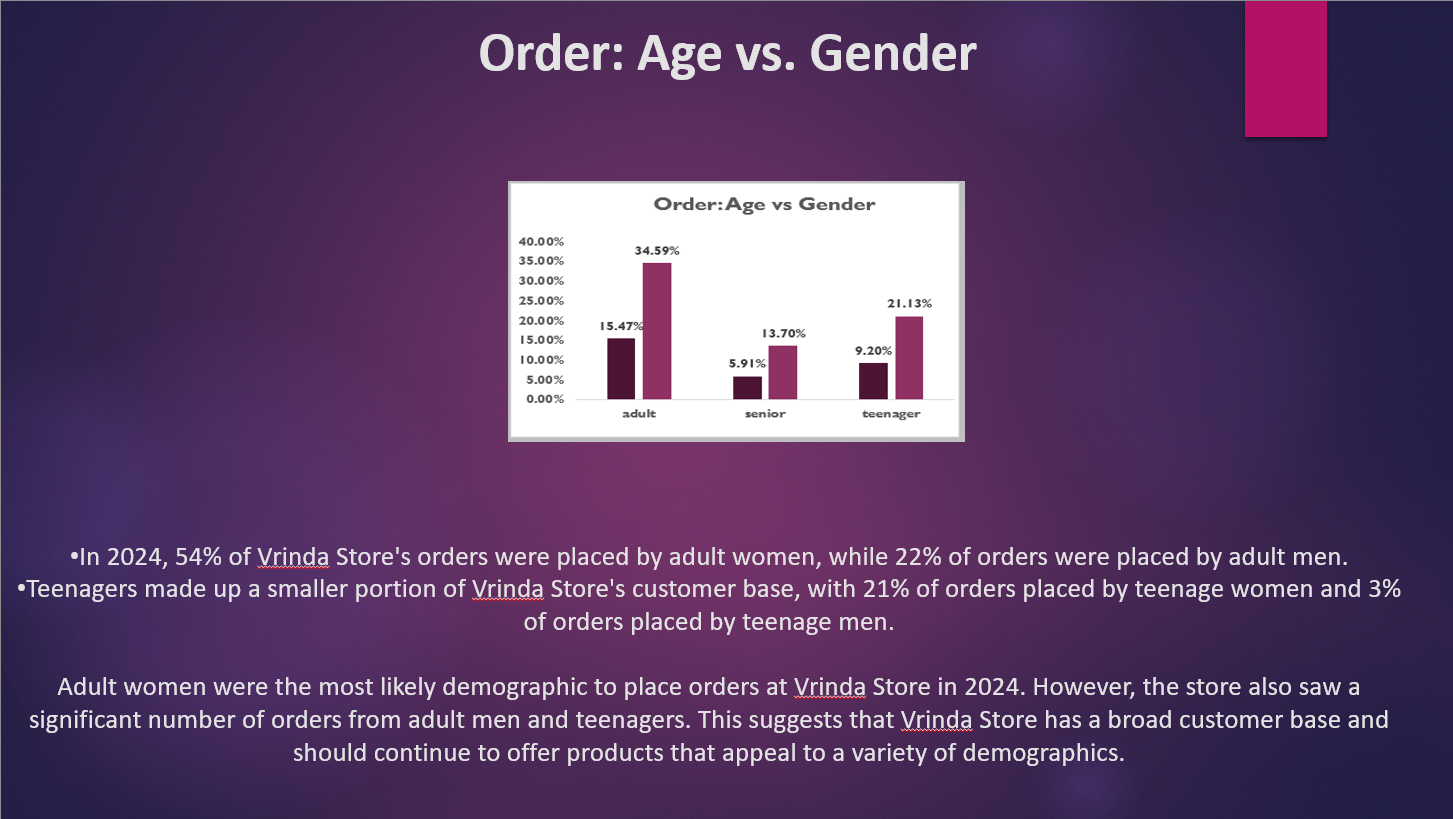 Order: Age vs. Gender
Order: Age vs Gender
40.00%
35.00%
30.00%
25.00%
20.00%
15.00%
10.00%
5.00%
0.00%
15.47%
34.59%
5.91%
13.70%
9.20%
21.13%
adult
senior
teenager
•In 2024, 54% of Vrinda Store's orders were placed by adult women, while 22% of orders were placed by adult men.
•Teenagers made up a smaller portion of Vrinda Store's customer base, with 21% of orders placed by teenage women and 3%
of orders placed by teenage men.
Adult women were the most likely demographic to place orders at Vrinda Store in 2024. However, the store also saw a
significant number of orders from adult men and teenagers. This suggests that Vrinda Store has a broad customer base and
should continue to offer products that appeal to a variety of demographics.